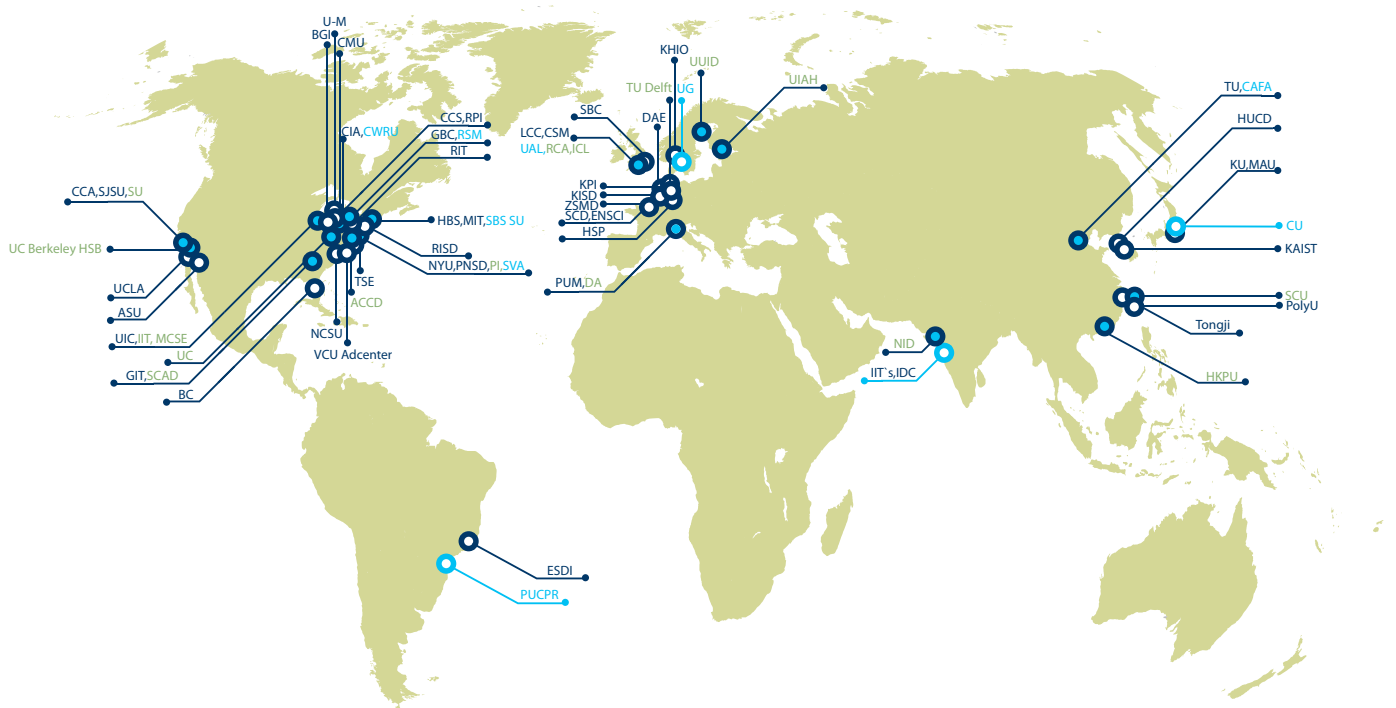 U-M
BGI
CMU
CIA,CWRU
CCS,RPI
GBC,RSM
RIT
CCA,SJSU,SU
UC Berkeley HSB
UCLA
ASU
UIC,IIT, MCSE
UC
GIT,SCAD
BC
HBS,MIT,SBS SU
RISD
NYU,PNSD,PI,SVA
TSE
ACCD
NCSU
VCU Adcenter
ESDI
PUCPR
KHIO
UUID
TU Delft
UG
UIAH
SBC
DAE
LCC,CSM
UAL,RCA,ICL
KPI
KISD
ZSMD
SCD,ENSCI
HSP
PUM,DA
NID
IIT`s,IDC
TU,CAFA
HUCD
KU,MAU
CU
KAIST
SCU
PolyU
Tongji
HKPU